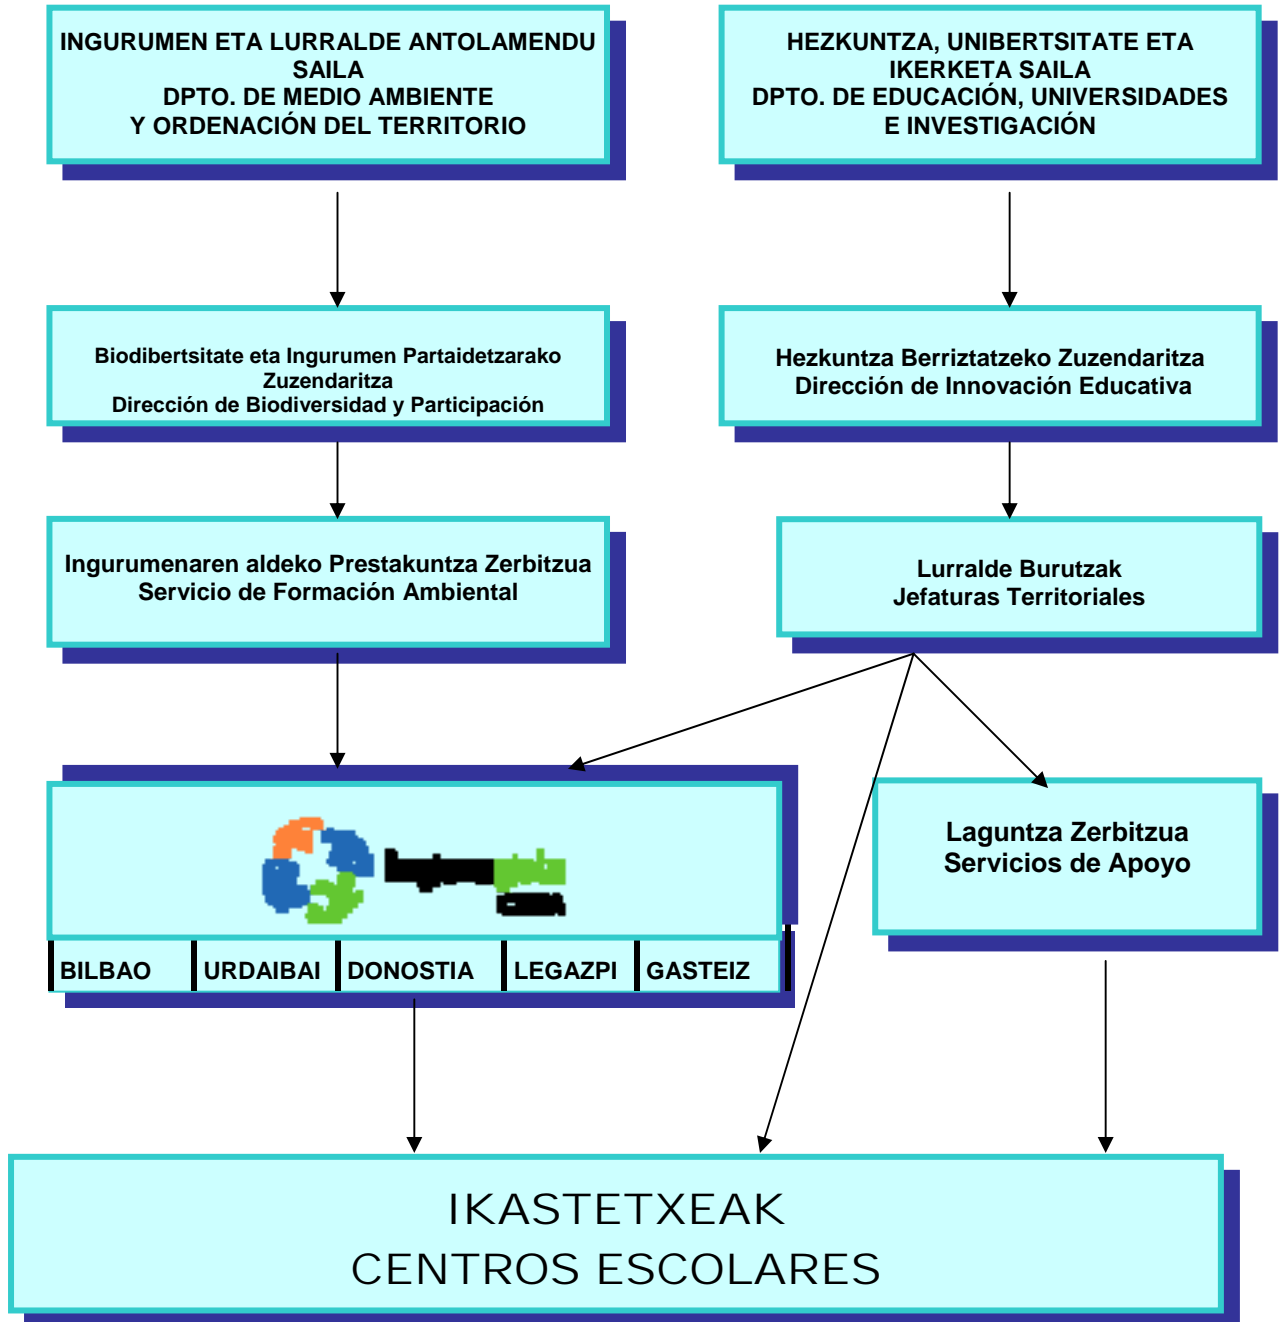 INGURUMEN ETA LURRALDE ANTOLAMENDU
SAILA
DPTO. DE MEDIO AMBIENTE
Y ORDENACIÓN DEL TERRITORIO
HEZKUNTZA, UNIBERTSITATE ETA
IKERKETA SAILA
DPTO. DE EDUCACIÓN, UNIVERSIDADES
E INVESTIGACIÓN
Biodibertsitate eta Ingurumen Partaidetzarako
Zuzendaritza
Dirección de Biodiversidad y Participación
Hezkuntza Berriztatzeko Zuzendaritza
Dirección de Innovación Educativa
Ingurumenaren aldeko Prestakuntza Zerbitzua
Servicio de Formación Ambiental
Lurralde Burutzak
Jefaturas Territoriales
Laguntza Zerbitzua
Servicios de Apoyo
BILBAO
URDAIBAI
DONOSTIA
LEGAZPI
GASTEIZ
IKASTETXEAK
CENTROS ESCOLARES